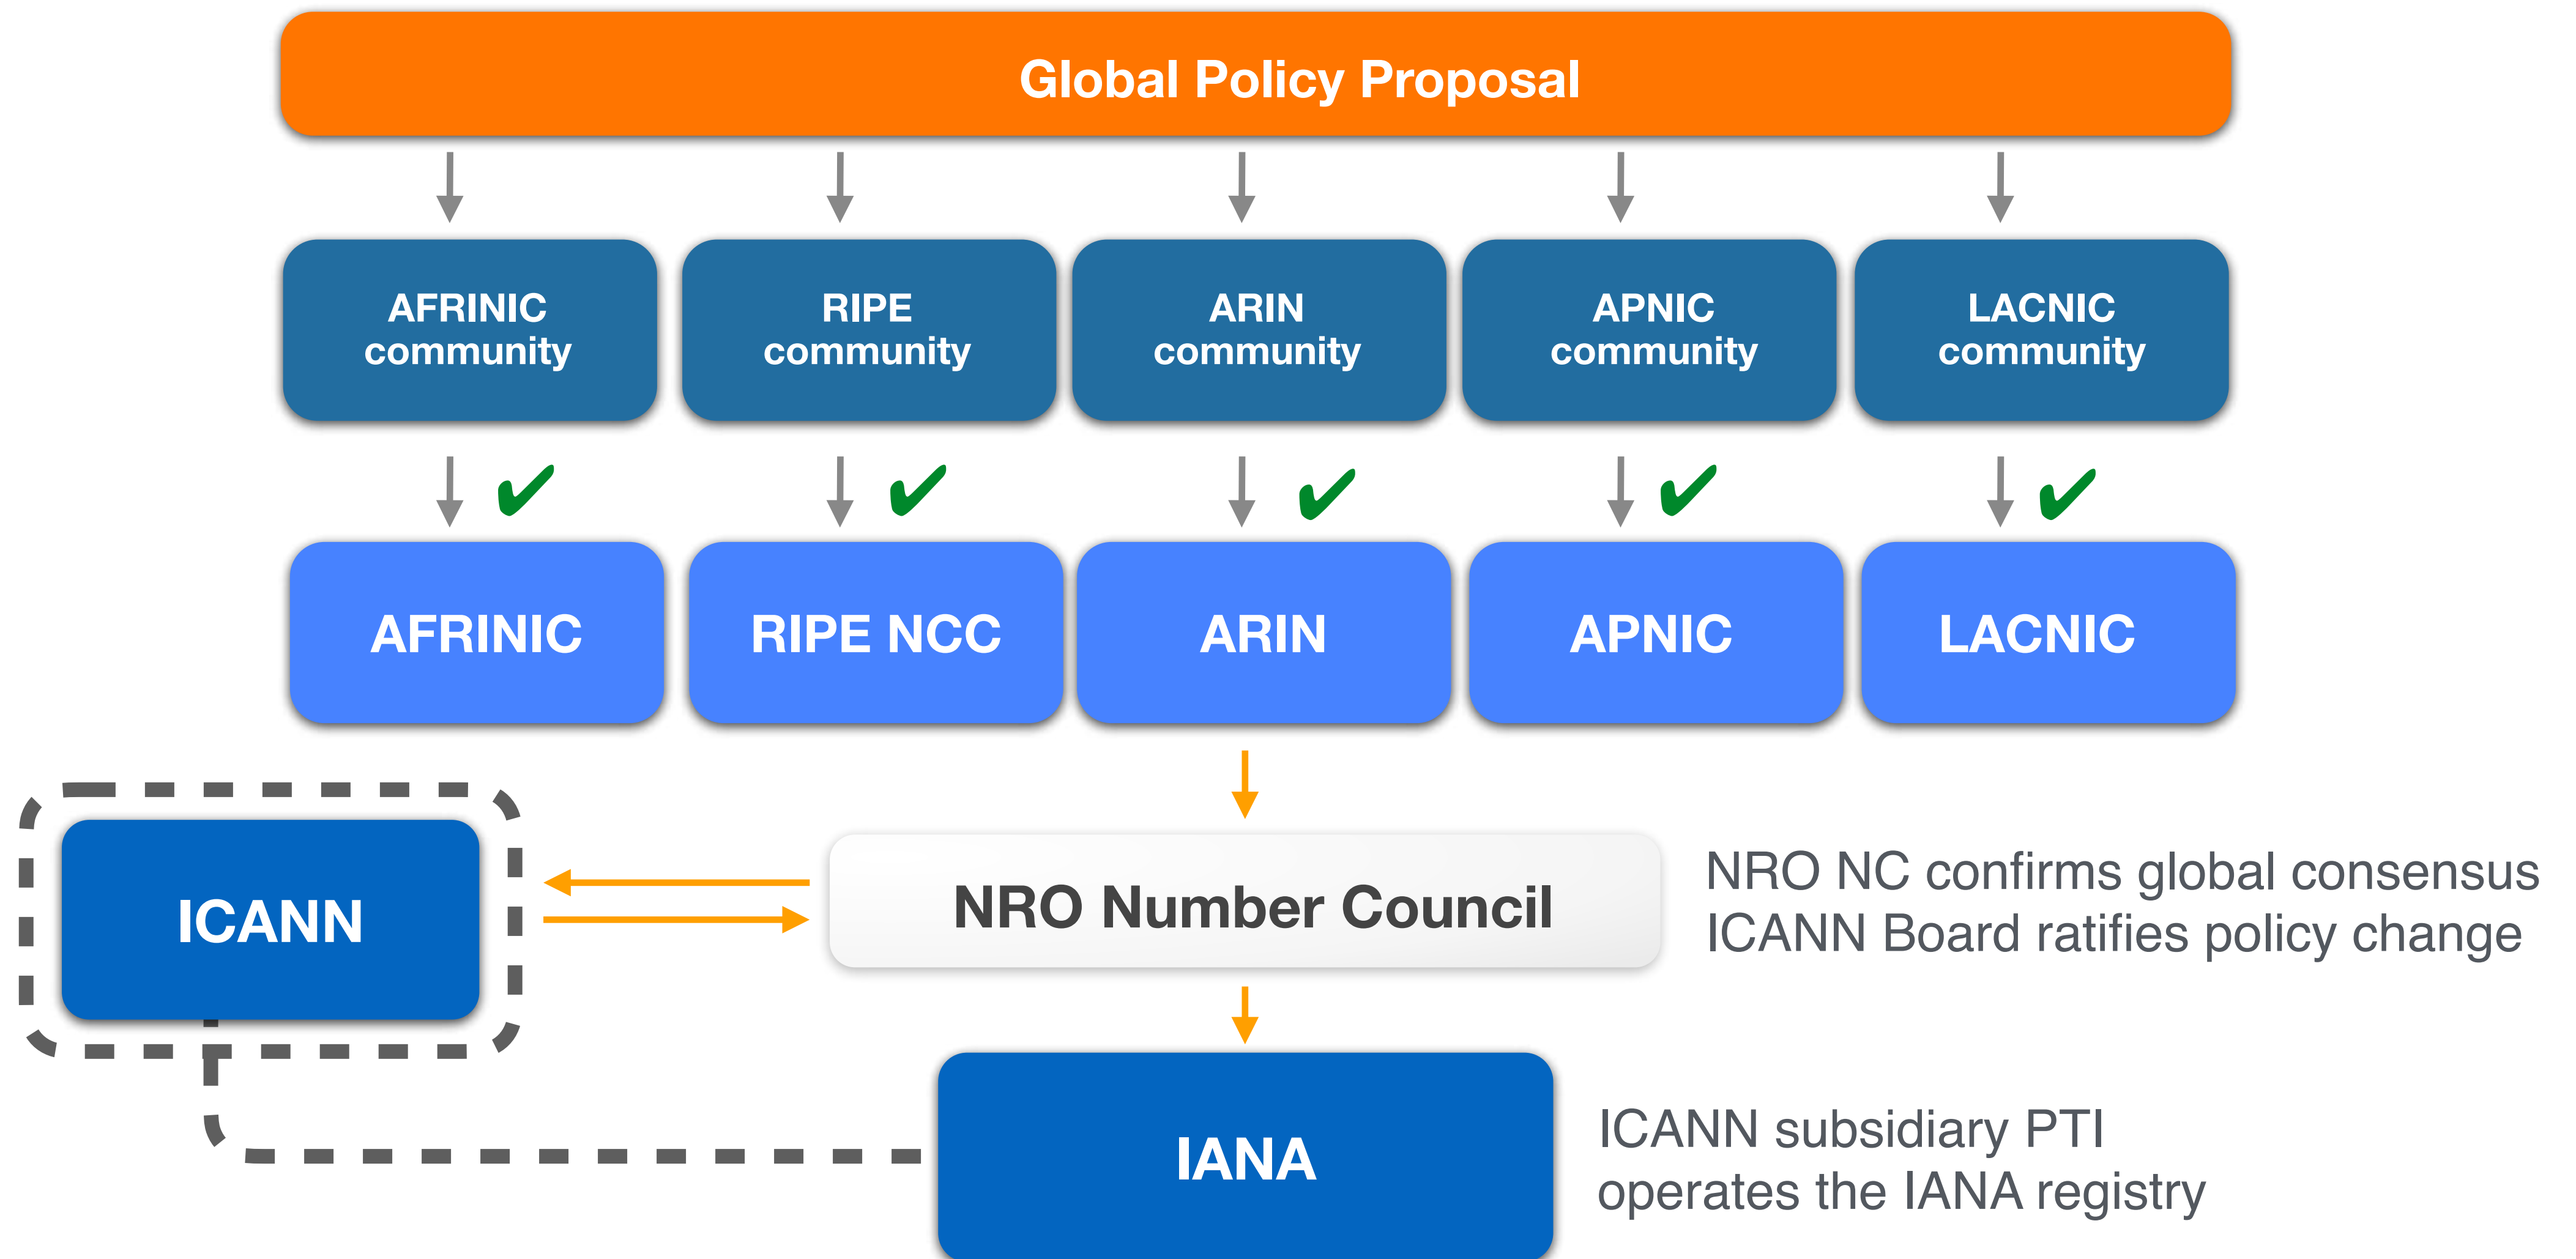 Global Policy Proposal
AFRINIC
community
RIPE
community
ARIN
community
APNIC
community
LACNIC
community
AFRINIC
RIPE NCC
ARIN
APNIC
LACNIC
ICANN
NRO Number Council
NRO NC confirms global consensus
ICANN Board ratifies policy change
IANA
ICANN subsidiary PTI
operates the IANA registry